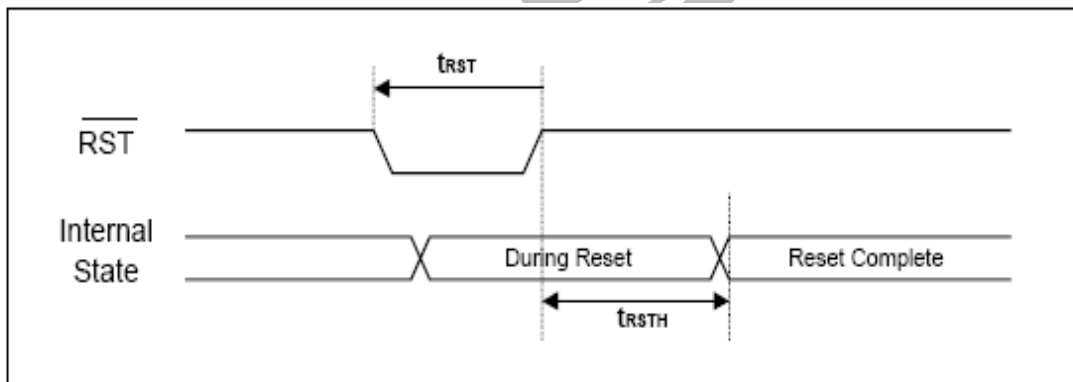 tRST
RST
Internal
State
During Reset
Reset Complete
tRSTH